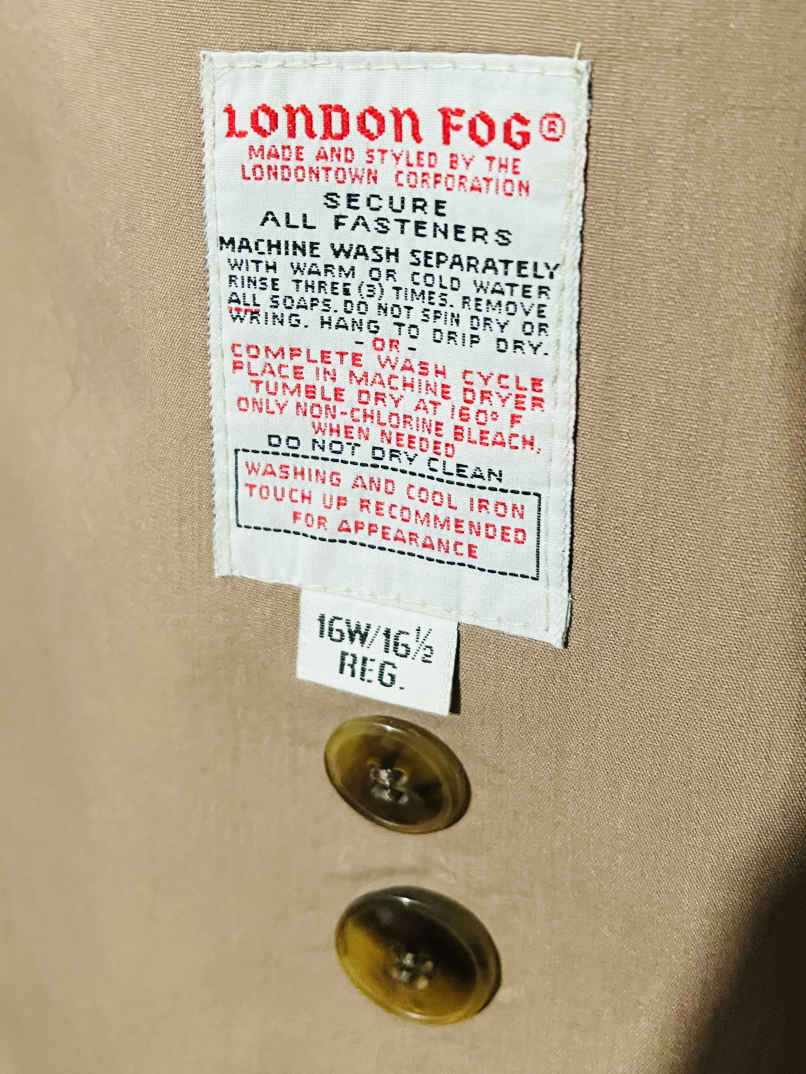 LONDON FOG®
MADE AND STYLED BY THE
LONDONTOWN CORPORATION
SECURE
ALL FASTENERS
MACHINE WASH SEPARATELY
WITH WARM OR COLD WATER
RINSE THREE (3) TIMES. REMOVE
ALL SOAPS. DO NOT SPIN DRY OR
WRING. HANG TO DRIP DRY.
- OR -
COMPLETE WASH CYCLE
PLACE IN MACHINE DRYER
TUMBLE DRY AT 160° F
ONLY NON-CHLORINE BLEACH,
WHEN NEEDED
DO NOT DRY CLEAN
WASHING AND COOL IRON
TOUCH UP RECOMMENDED
FOR APPEARANCE
16W/16½
REG.